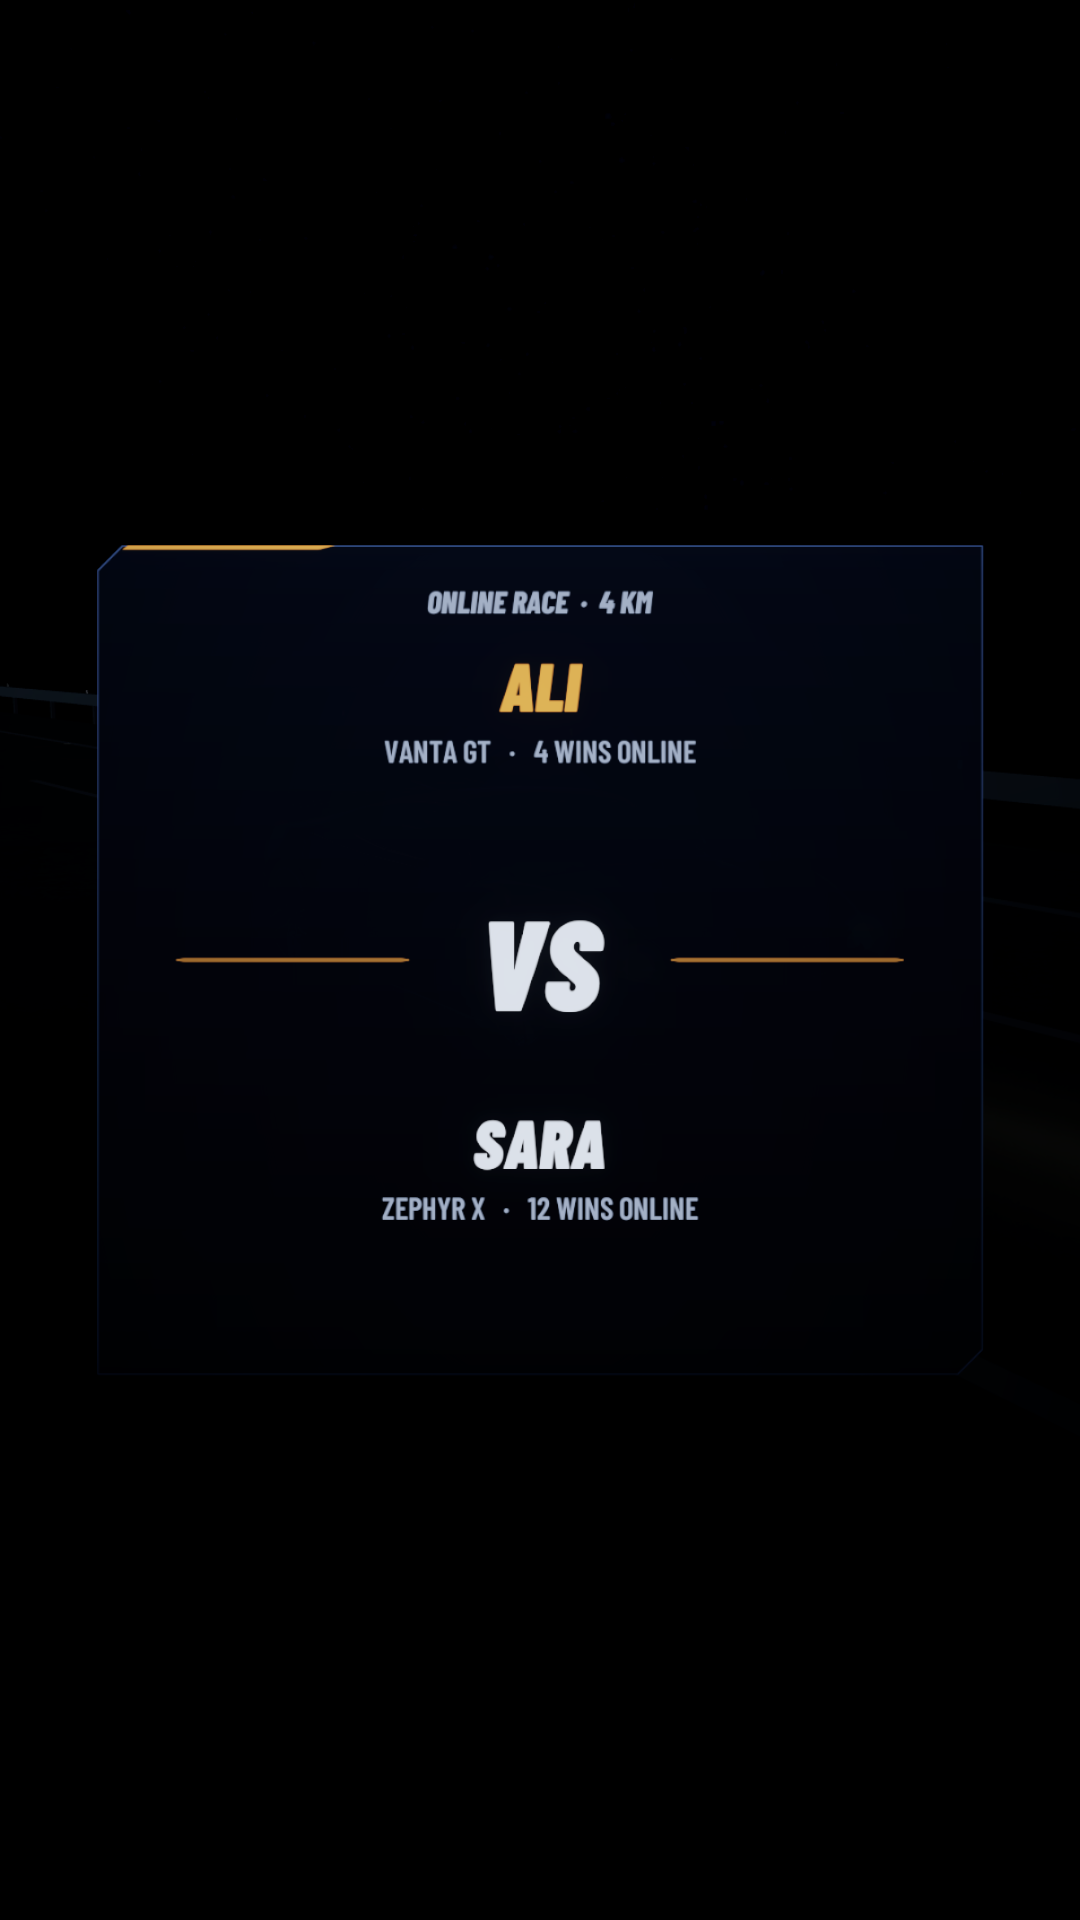 ONLINE RACE · 4 KM
ALI
VANTA GT · 4 WINS ONLINE
VS
SARA
ZEPHYR X · 12 WINS ONLINE